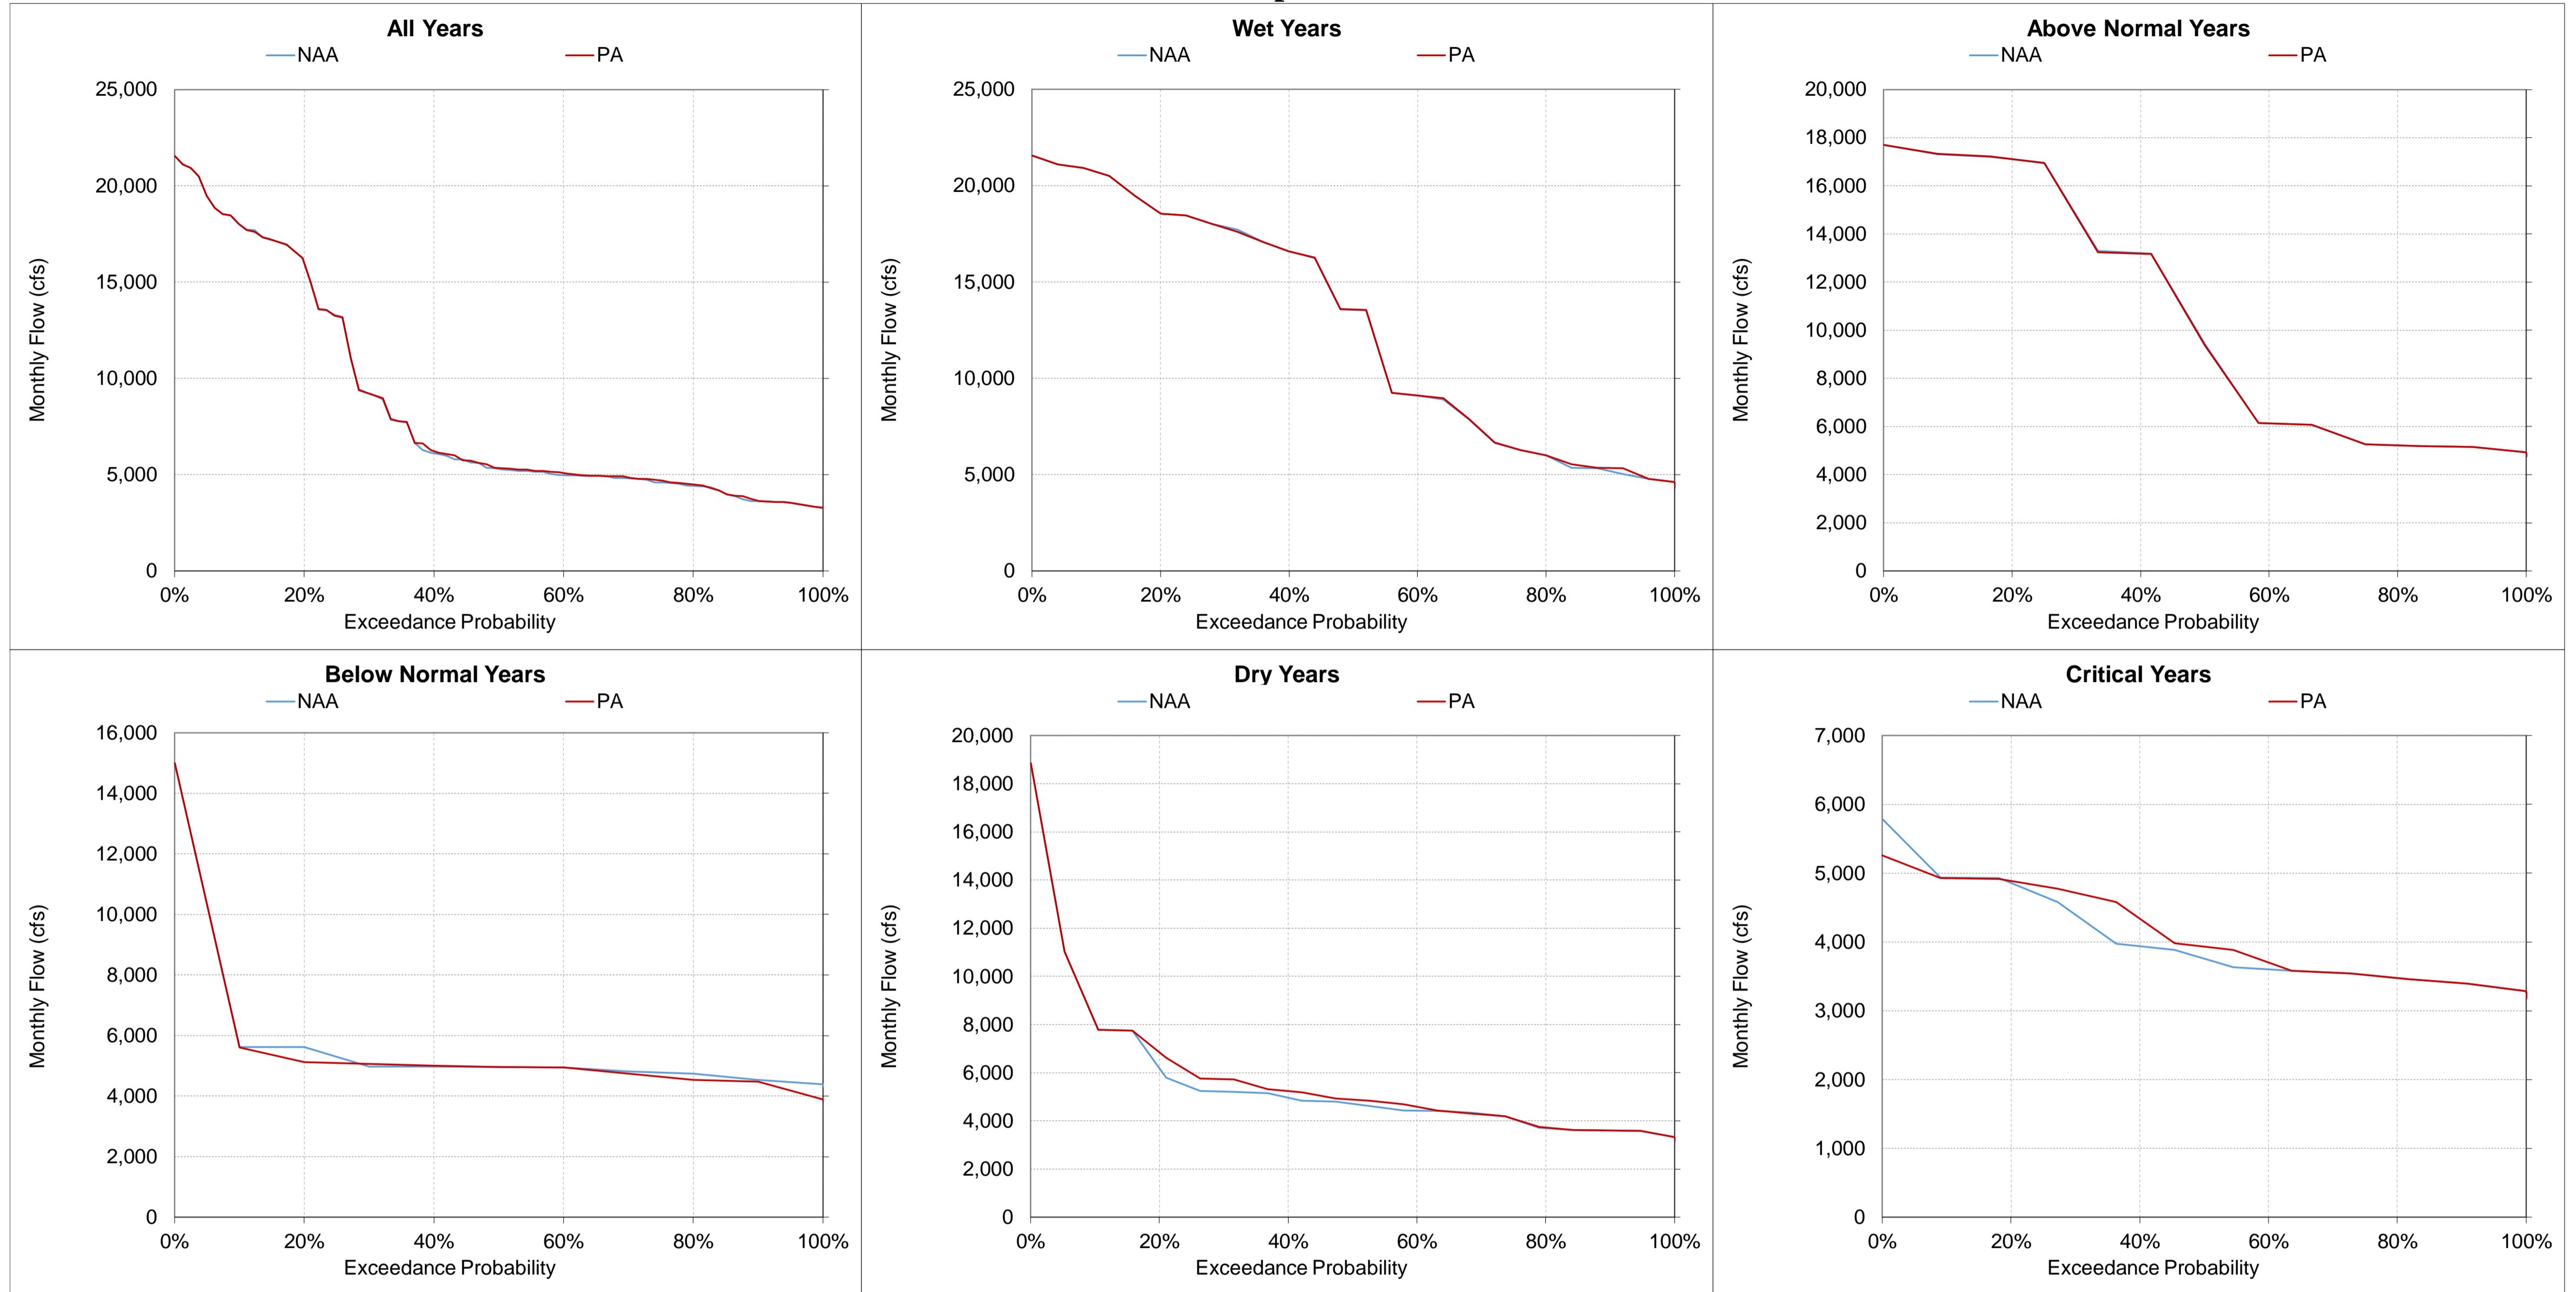 All Years
NAA PA
25,000
20,000
15,000
10,000
5,000
0
Monthly Flow (cfs)
0% 20% 40% 60% 80% 100%
Exceedance Probability
Wet Years
NAA PA
25,000
20,000
15,000
10,000
5,000
0
Monthly Flow (cfs)
0% 20% 40% 60% 80% 100%
Exceedance Probability
Above Normal Years
NAA PA
20,000
18,000
16,000
14,000
12,000
10,000
8,000
6,000
4,000
2,000
0
Monthly Flow (cfs)
0% 20% 40% 60% 80% 100%
Exceedance Probability
Below Normal Years
NAA PA
16,000
14,000
12,000
10,000
8,000
6,000
4,000
2,000
0
Monthly Flow (cfs)
0% 20% 40% 60% 80% 100%
Exceedance Probability
Dry Years
NAA PA
20,000
18,000
16,000
14,000
12,000
10,000
8,000
6,000
4,000
2,000
0
Monthly Flow (cfs)
0% 20% 40% 60% 80% 100%
Exceedance Probability
Critical Years
NAA PA
7,000
6,000
5,000
4,000
3,000
2,000
1,000
0
Monthly Flow (cfs)
0% 20% 40% 60% 80% 100%
Exceedance Probability